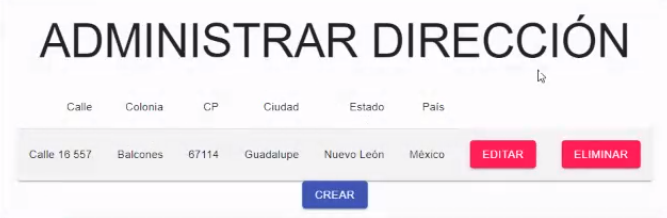 ADMINISTRAR DIRECCIÓN
Calle Colonia CP Ciudad Estado País
Calle 16 557 Balcones 67114 Guadalupe Nuevo León México EDITAR ELIMINAR
CREAR